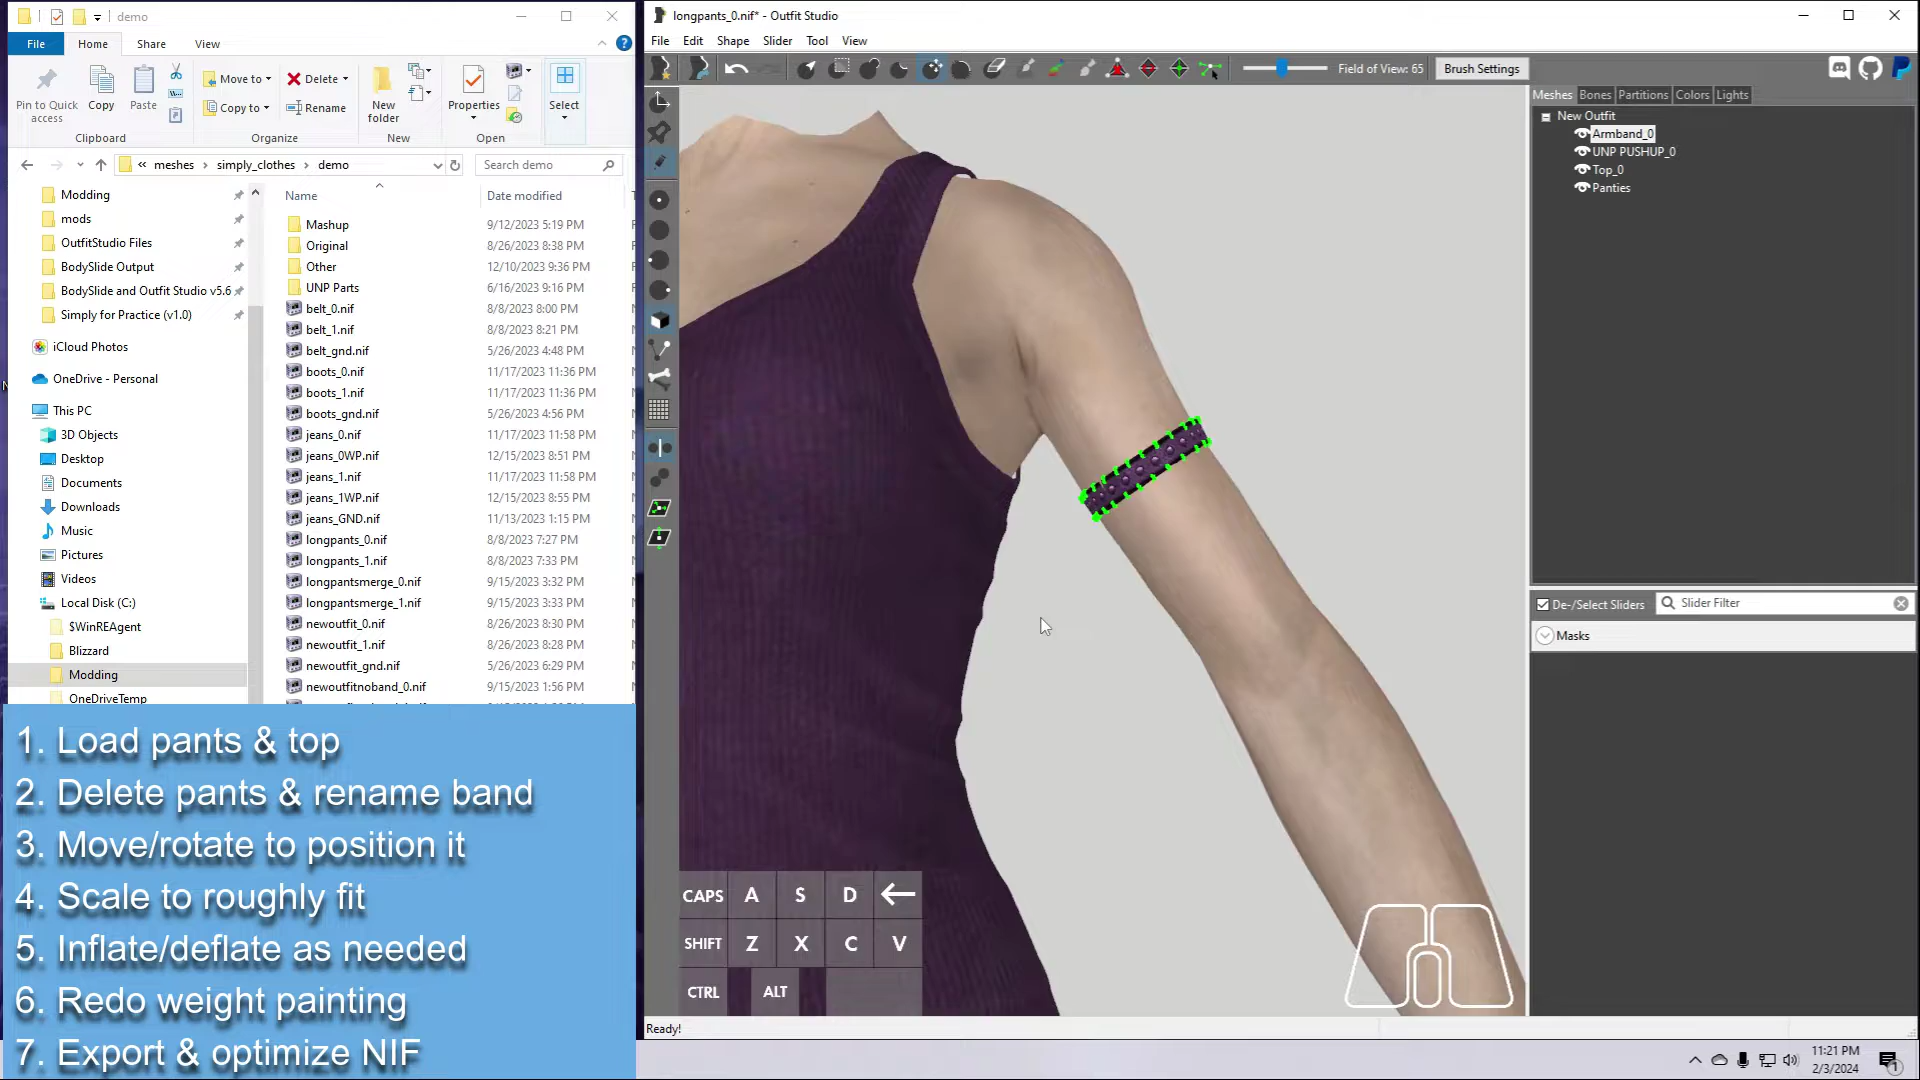 demo
File
Home
Share
View
Pin to Quick access
Copy
Paste
Move to
Copy to
Delete
Rename
New folder
Properties
Select
Clipboard
Organize
New
Open
« meshes › simply_clothes › demo
Search demo
Modding
mods
OutfitStudio Files
BodySlide Output
BodySlide and Outfit Studio v5.6
Simply for Practice (v1.0)
iCloud Photos
OneDrive - Personal
This PC
3D Objects
Desktop
Documents
Downloads
Music
Pictures
Videos
Local Disk (C:)
$WinREAgent
Blizzard
Modding
OneDriveTemp
Name
Date modified
Mashup 9/12/2023 5:19 PM
Original 8/26/2023 8:38 PM
Other 12/10/2023 9:36 PM
UNP Parts 6/16/2023 9:16 PM
belt_0.nif 8/8/2023 8:00 PM
belt_1.nif 8/8/2023 8:21 PM
belt_gnd.nif 5/26/2023 4:48 PM
boots_0.nif 11/17/2023 11:36 PM
boots_1.nif 11/17/2023 11:36 PM
boots_gnd.nif 5/26/2023 4:56 PM
jeans_0.nif 11/17/2023 11:58 PM
jeans_0WP.nif 12/15/2023 8:51 PM
jeans_1.nif 11/17/2023 11:58 PM
jeans_1WP.nif 12/15/2023 8:55 PM
jeans_GND.nif 11/13/2023 1:15 PM
longpants_0.nif 8/8/2023 7:27 PM
longpants_1.nif 8/8/2023 7:33 PM
longpantsmerge_0.nif 9/15/2023 3:32 PM
longpantsmerge_1.nif 9/15/2023 3:33 PM
newoutfit_0.nif 8/26/2023 8:30 PM
newoutfit_1.nif 8/26/2023 8:28 PM
newoutfit_gnd.nif 5/26/2023 6:29 PM
newoutfitnoband_0.nif 9/15/2023 1:56 PM
1. Load pants & top
2. Delete pants & rename band
3. Move/rotate to position it
4. Scale to roughly fit
5. Inflate/deflate as needed
6. Redo weight painting
7. Export & optimize NIF
longpants_0.nif* - Outfit Studio
File Edit Shape Slider Tool View
Field of View: 65
Brush Settings
Meshes Bones Partitions Colors Lights
New Outfit
Armband_0
UNP PUSHUP_0
Top_0
Panties
De-/Select Sliders
Slider Filter
Masks
CAPS A S D ←
SHIFT Z X C V
CTRL ALT
Ready!
11:21 PM
2/3/2024
1